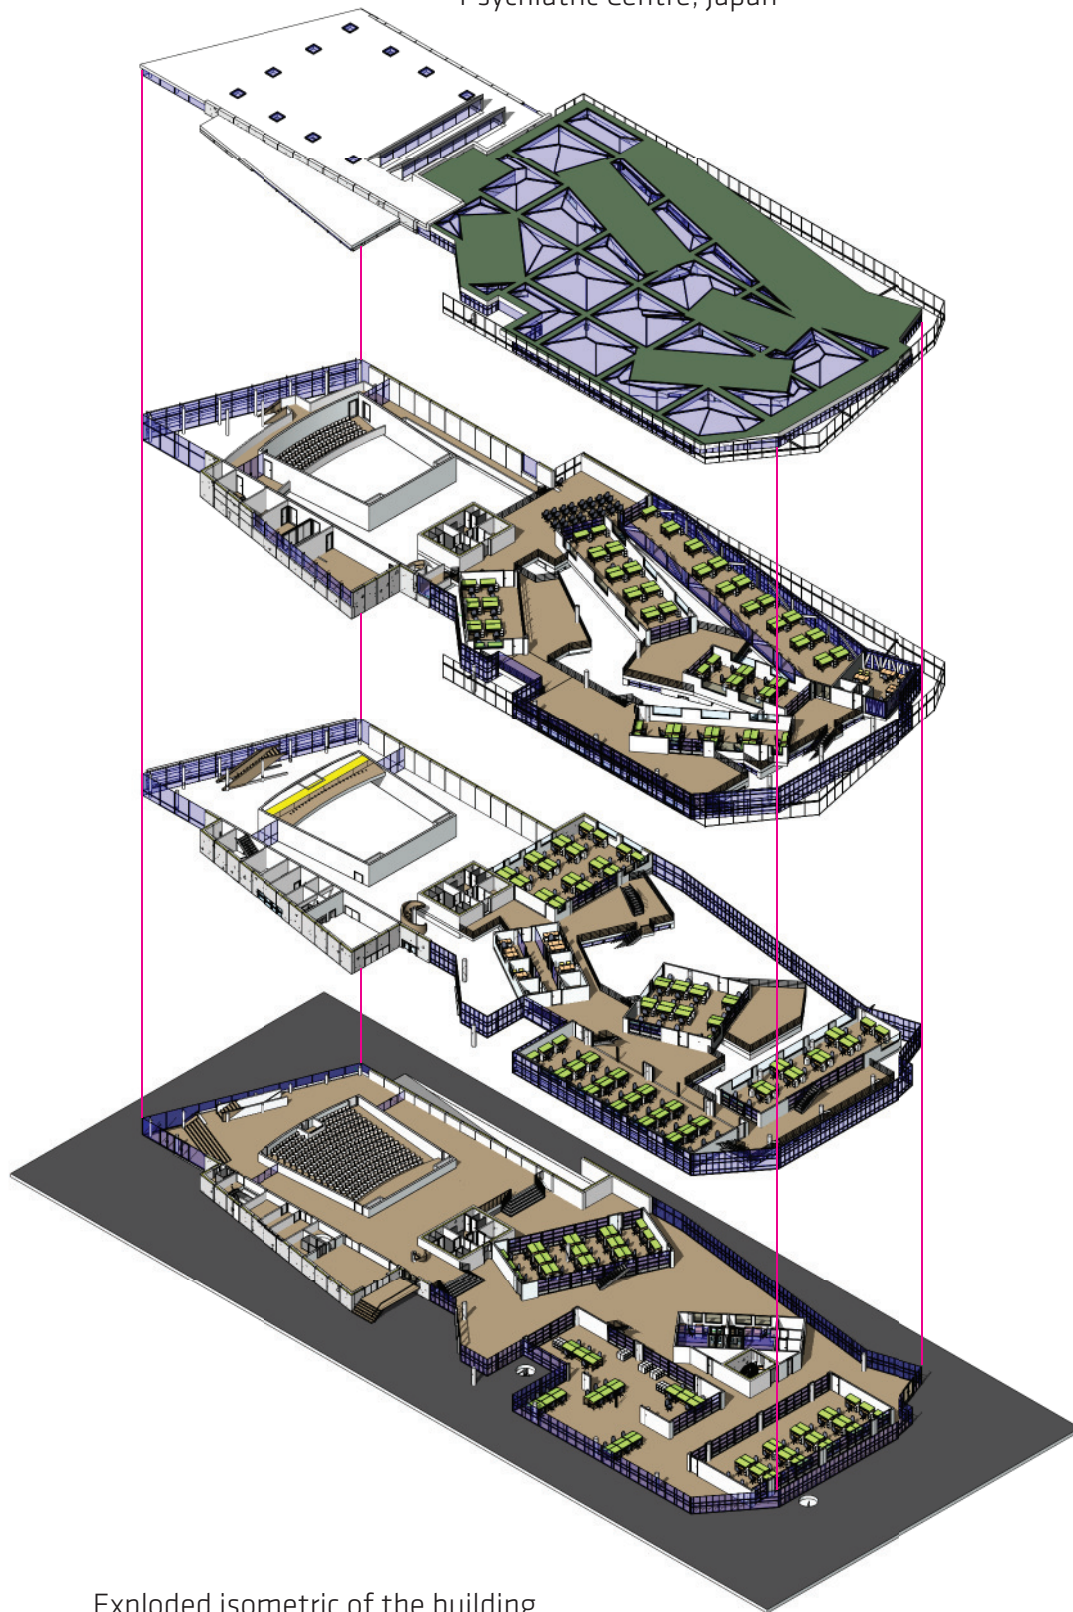 Psychiatric Centre, Japan
Exploded isometric of the building